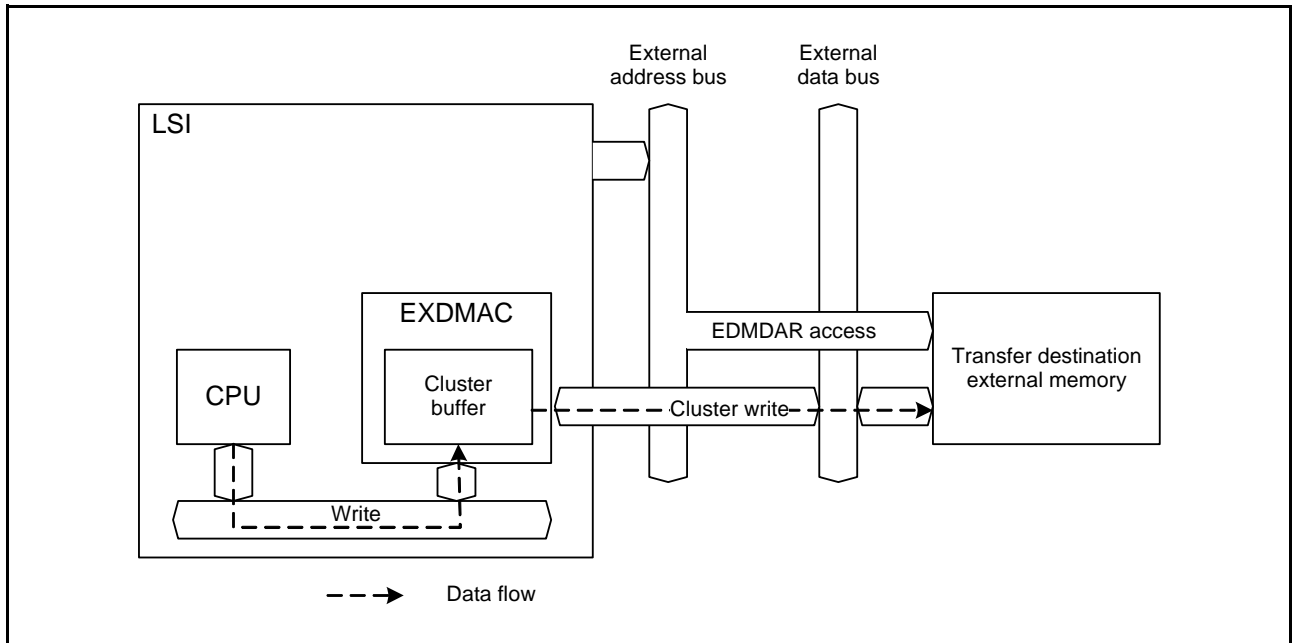 External
address bus
External
data bus
LSI
EXDMAC
EDMDAR access
Transfer destination
external memory
CPU
Cluster
buffer
Cluster write
Write
Data flow